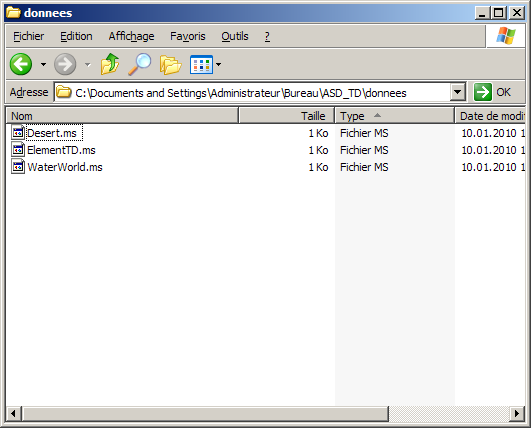 donnees
Fichier Edition Affichage Favoris Outils ?
Adresse C:\Documents and Settings\Administrateur\Bureau\ASD_TD\donnees OK
Nom Taille Type Date de modif
Desert.ms 1 Ko Fichier MS 10.01.2010 1
ElementTD.ms 1 Ko Fichier MS 10.01.2010 1
WaterWorld.ms 1 Ko Fichier MS 10.01.2010 1